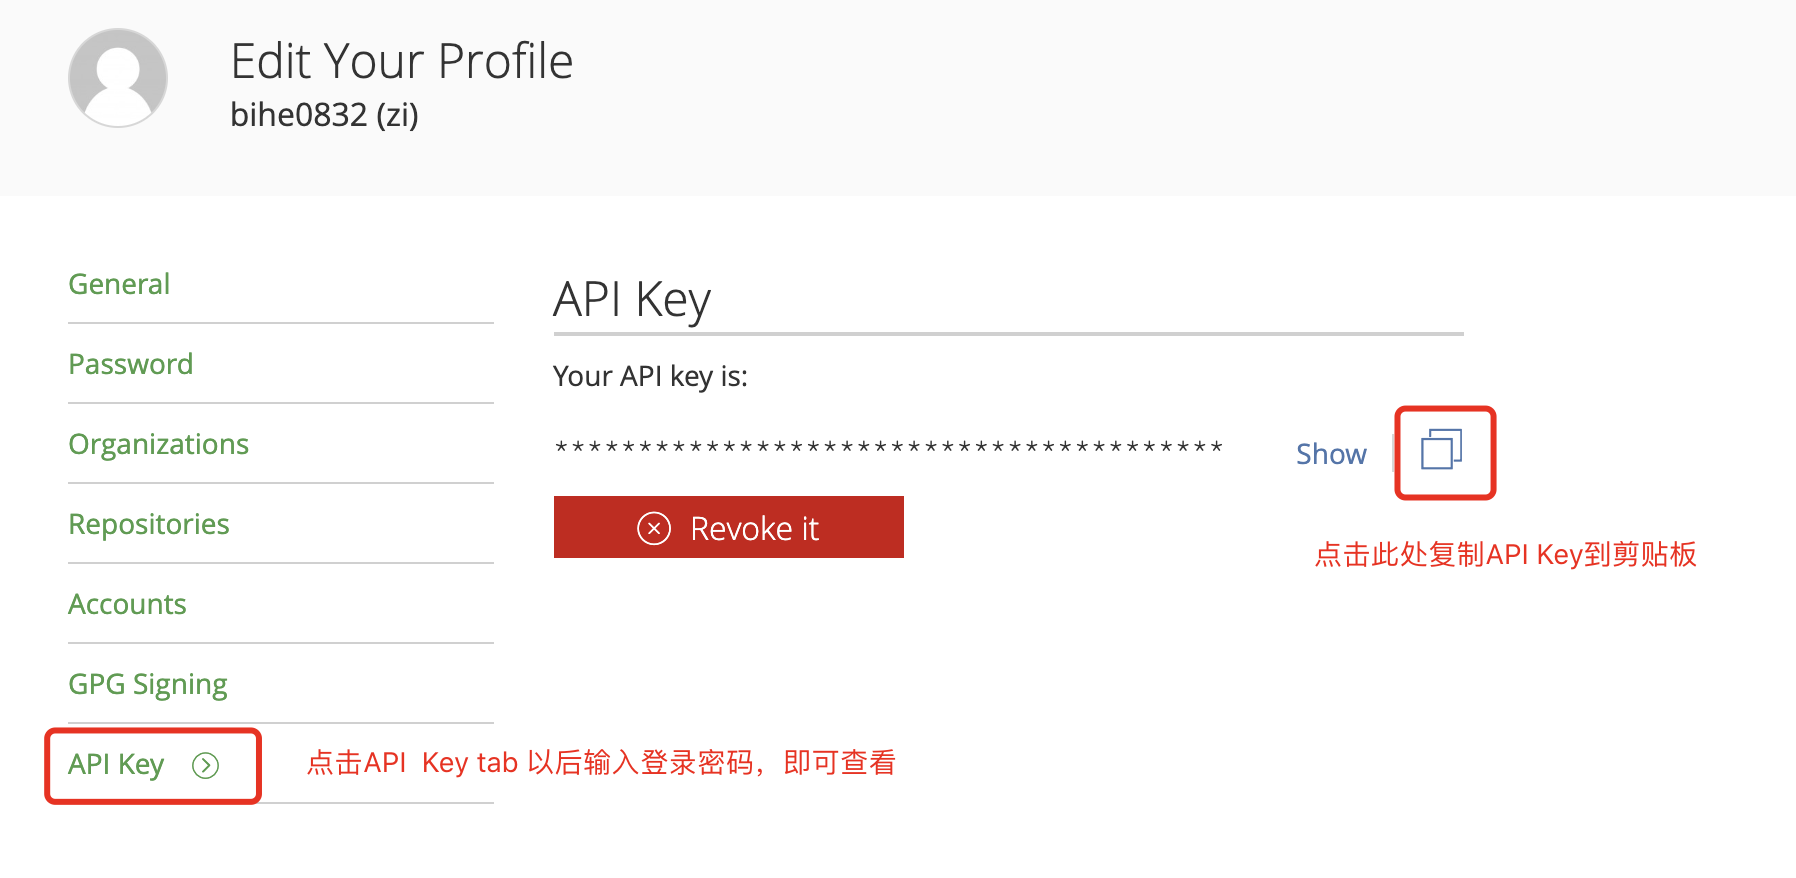 Edit Your Profile
bihe0832 (zi)
General
Password
Organizations
Repositories
Accounts
GPG Signing
API Key
点击API Key tab 以后输入登录密码，即可查看
API Key
Your API key is:
****************************************
Show
Revoke it
点击此处复制API Key到剪贴板